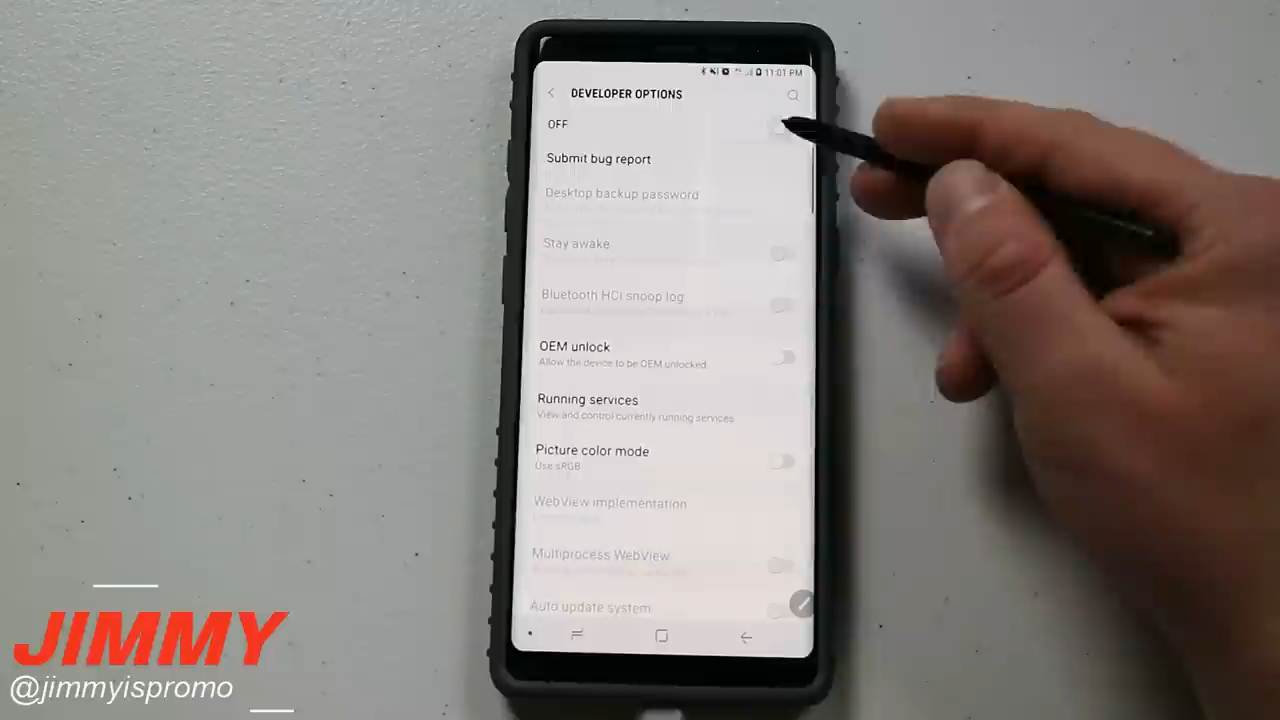 11:01 PM
DEVELOPER OPTIONS
OFF
Submit bug report
Desktop backup password
Stay awake
Bluetooth HCI snoop log
OEM unlock
Allow the device to be OEM unlocked.
Running services
View and control currently running services
Picture color mode
Use sRGB
WebView implementation
Multiprocess WebView
Auto update system
JIMMY
@jimmyispromo